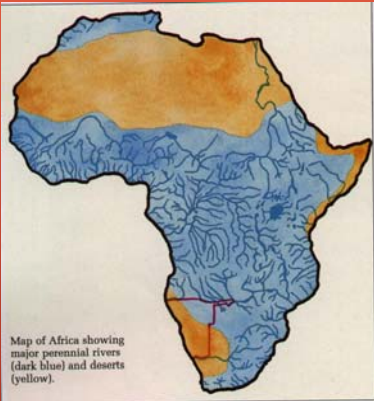 Map of Africa showing
major perennial rivers
(dark blue) and deserts
(yellow).